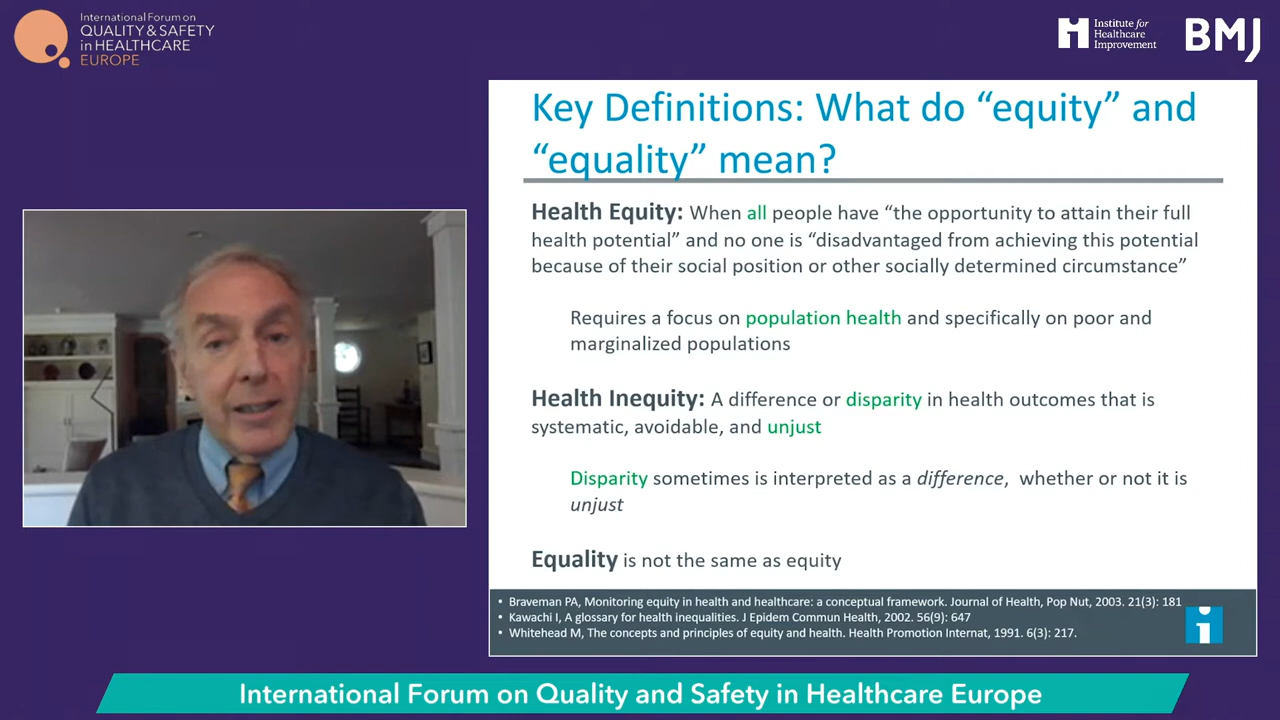 International Forum on
QUALITY & SAFETY
in HEALTHCARE
EUROPE
Institute for
Healthcare
Improvement
BMJ
Key Definitions: What do “equity” and
“equality” mean?
Health Equity: When all people have “the opportunity to attain their full
health potential” and no one is “disadvantaged from achieving this potential
because of their social position or other socially determined circumstance”
Requires a focus on population health and specifically on poor and
marginalized populations
Health Inequity: A difference or disparity in health outcomes that is
systematic, avoidable, and unjust
Disparity sometimes is interpreted as a difference, whether or not it is
unjust
Equality is not the same as equity
• Braveman PA, Monitoring equity in health and healthcare: a conceptual framework. Journal of Health, Pop Nut, 2003. 21(3): 181
• Kawachi I, A glossary for health inequalities. J Epidem Commun Health, 2002. 56(9): 647
• Whitehead M, The concepts and principles of equity and health. Health Promotion Internat, 1991. 6(3): 217.
International Forum on Quality and Safety in Healthcare Europe